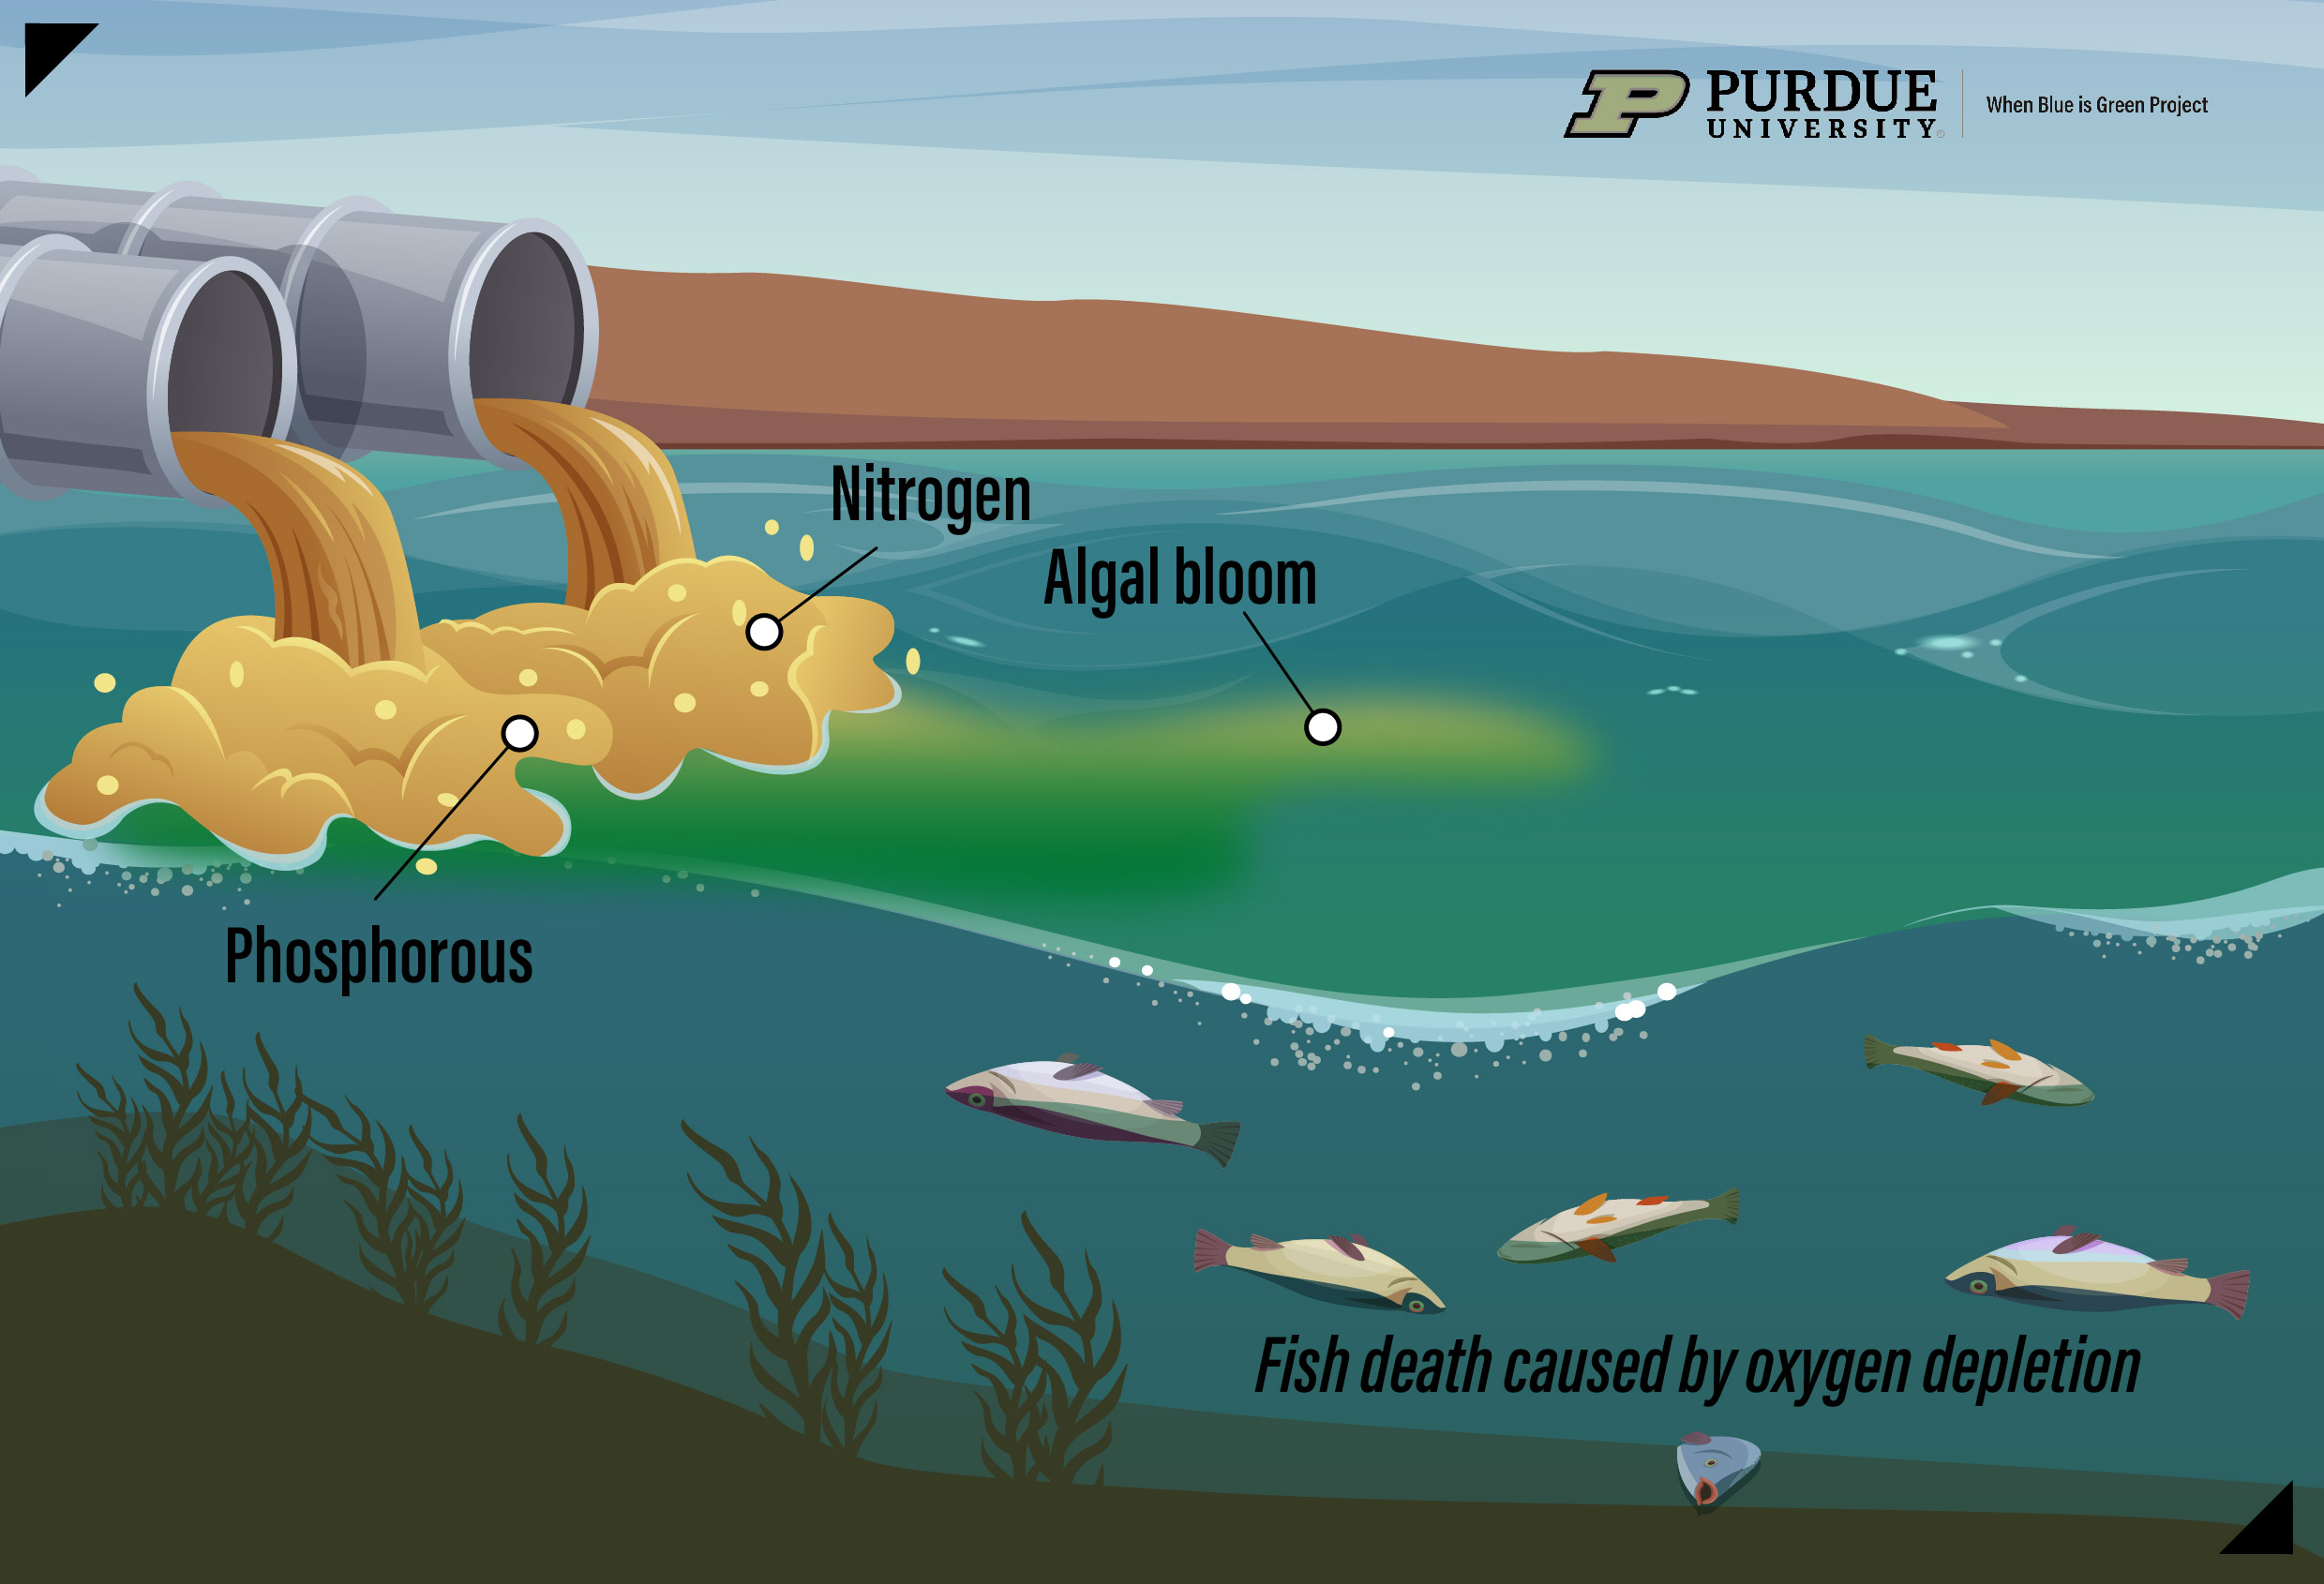 PURDUE
UNIVERSITY
When Blue is Green Project
Nitrogen
Algal bloom
Phosphorous
Fish death caused by oxygen depletion